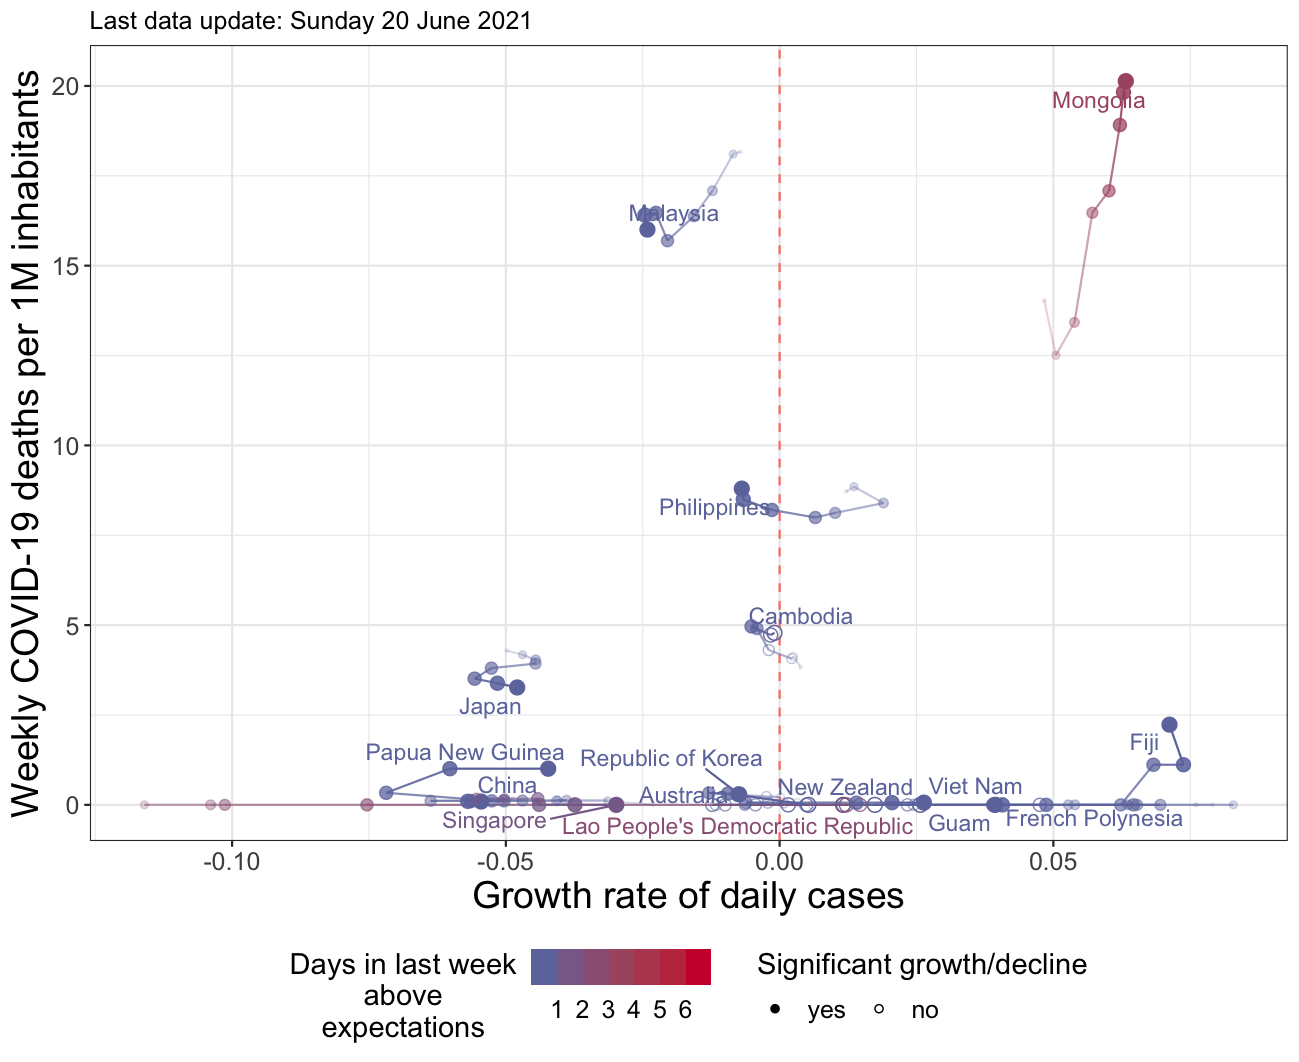 Last data update: Sunday 20 June 2021
Weekly COVID-19 deaths per 1M inhabitants
20
15
10
5
0
Mongolia
Malaysia
Philippines
Cambodia
Japan
Fiji
Papua New Guinea
Republic of Korea
China
Australia
New Zealand
Viet Nam
Singapore
Lao People's Democratic Republic
Guam
French Polynesia
-0.10
-0.05
0.00
0.05
Growth rate of daily cases
Days in last week
above
expectations
1 2 3 4 5 6
Significant growth/decline
yes
no